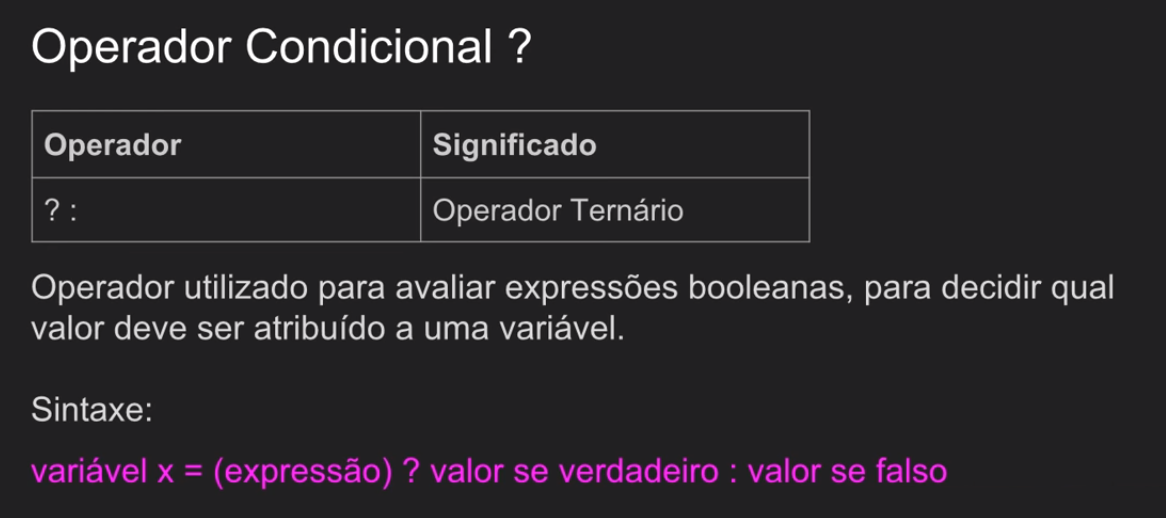 Operador Condicional ?
Operador Significado
? : Operador Ternário
Operador utilizado para avaliar expressões booleanas, para decidir qual
valor deve ser atribuído a uma variável.
Sintaxe:
variável x = (expressão) ? valor se verdadeiro : valor se falso